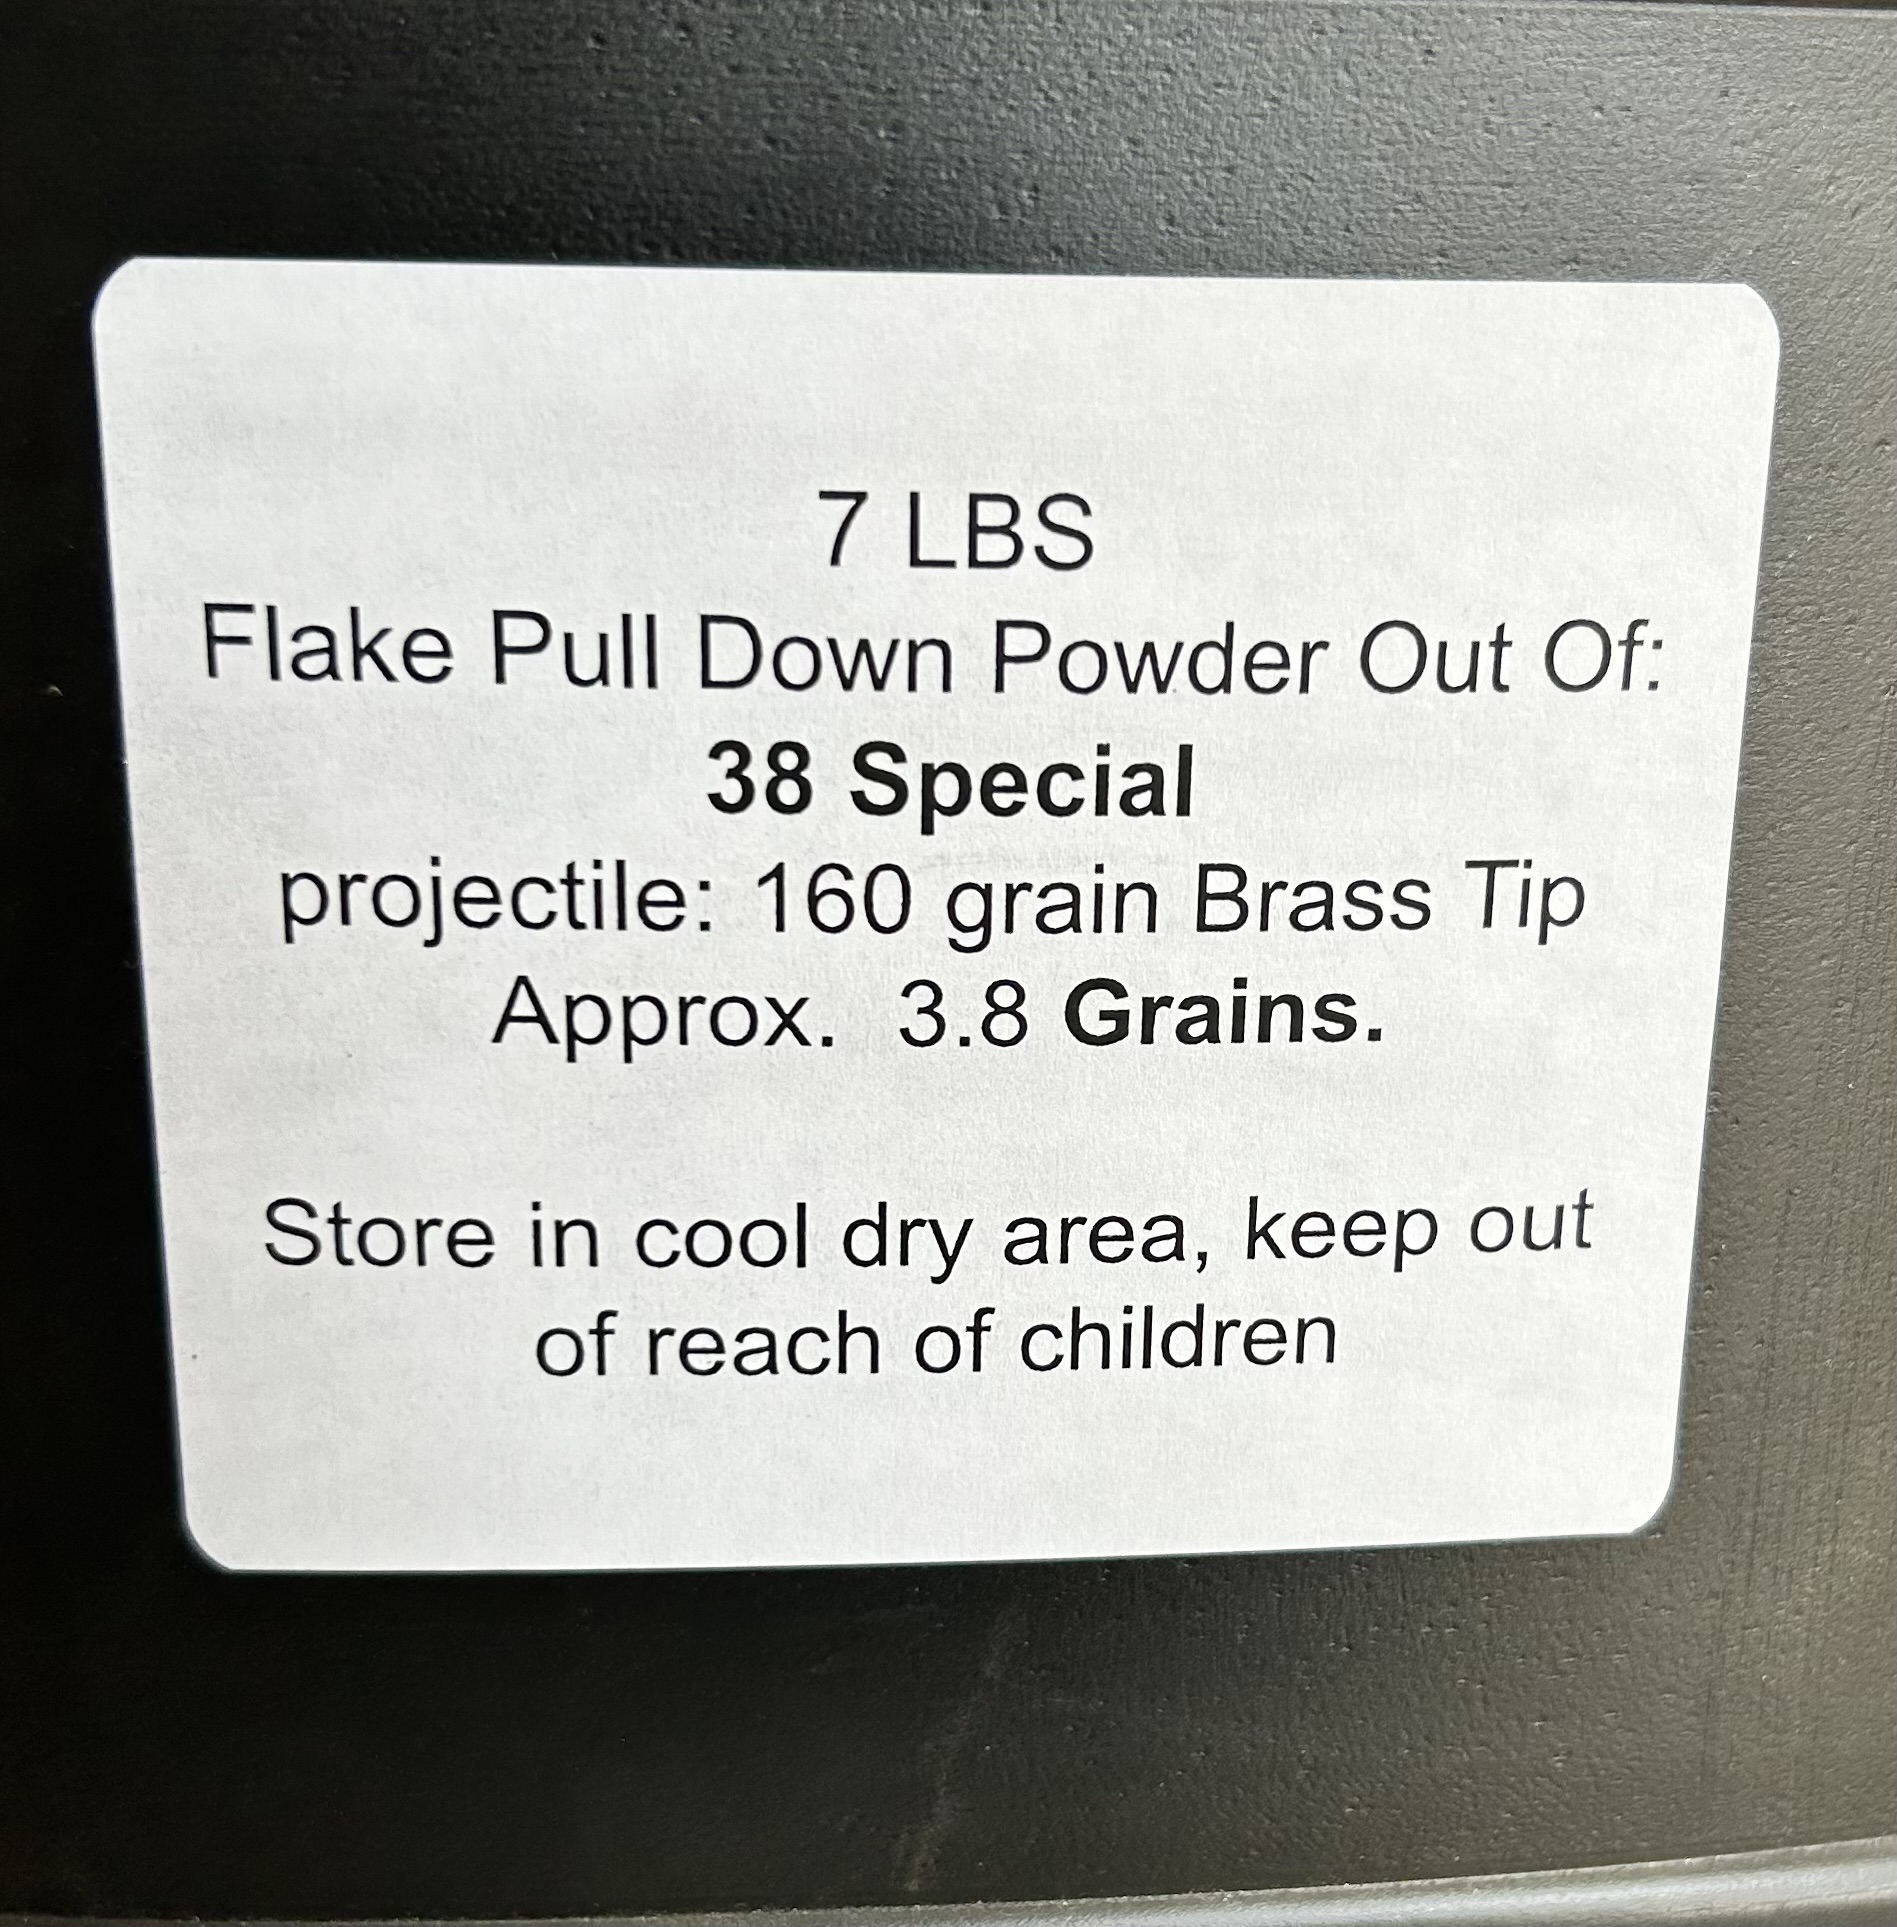 7 LBS
Flake Pull Down Powder Out Of:
38 Special
projectile: 160 grain Brass Tip
Approx. 3.8 Grains.
Store in cool dry area, keep out
of reach of children